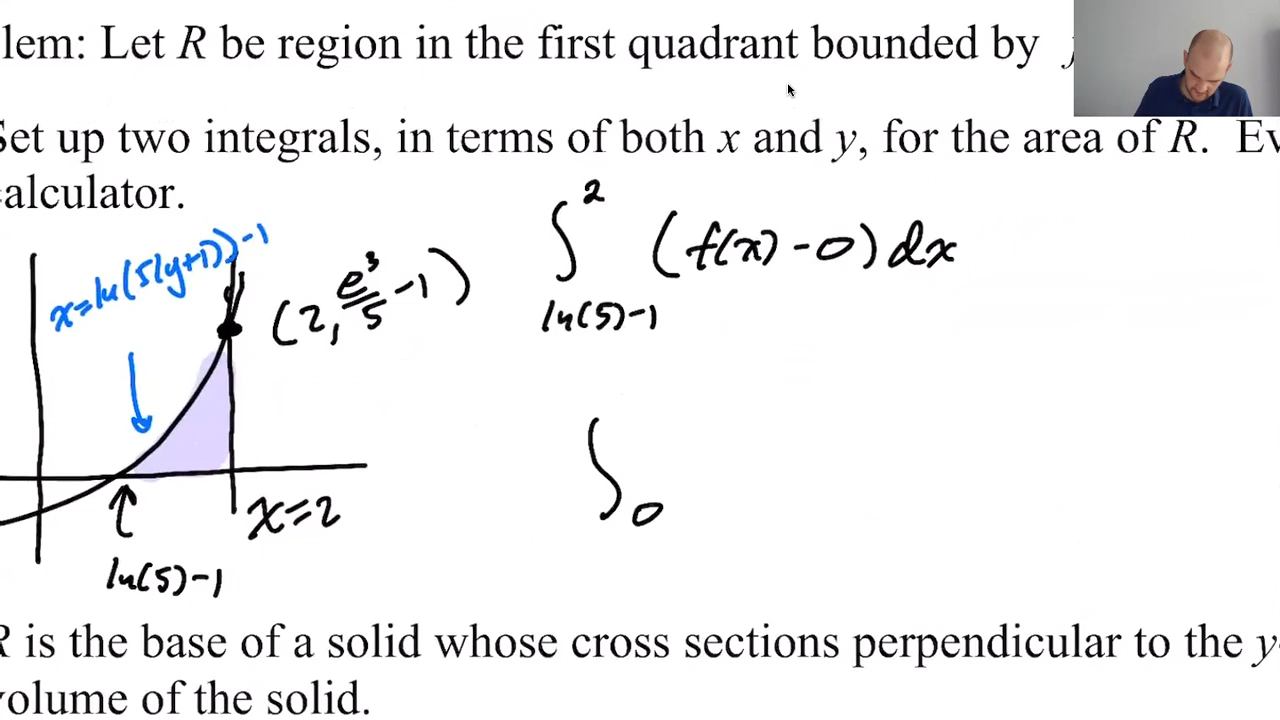 lem: Let R be region in the first quadrant bounded by
Set up two integrals, in terms of both x and y, for the area of R. Ev
calculator.
x=ln(5(y+1))-1
(2, e³/5 -1)
∫ 2 ln(5)-1 (f(x)-0)dx
∫ 0
x=2
ln(5)-1
R is the base of a solid whose cross sections perpendicular to the y-
volume of the solid.